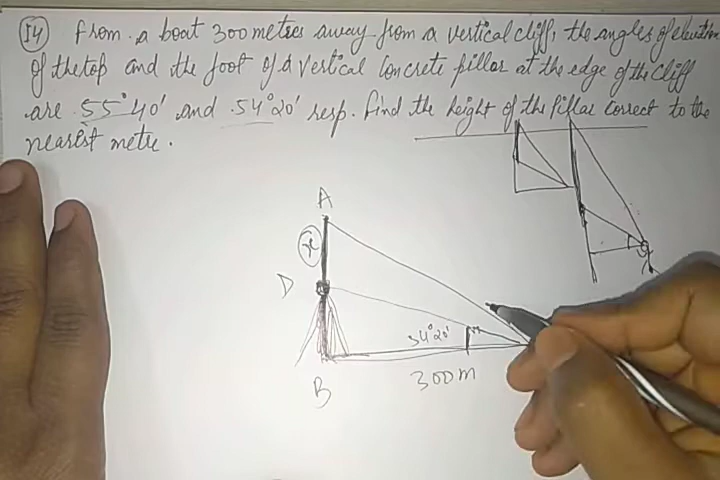 54 from a boat 300 metres away from a vertical cliff, the angles of elevation
of the top and the foot of a vertical concrete pillar at the edge of the cliff
are 55°40' and 54°20' resp. find the height of the Pillar correct to the
nearest metre.
A
x
D
54°20'
300m
B